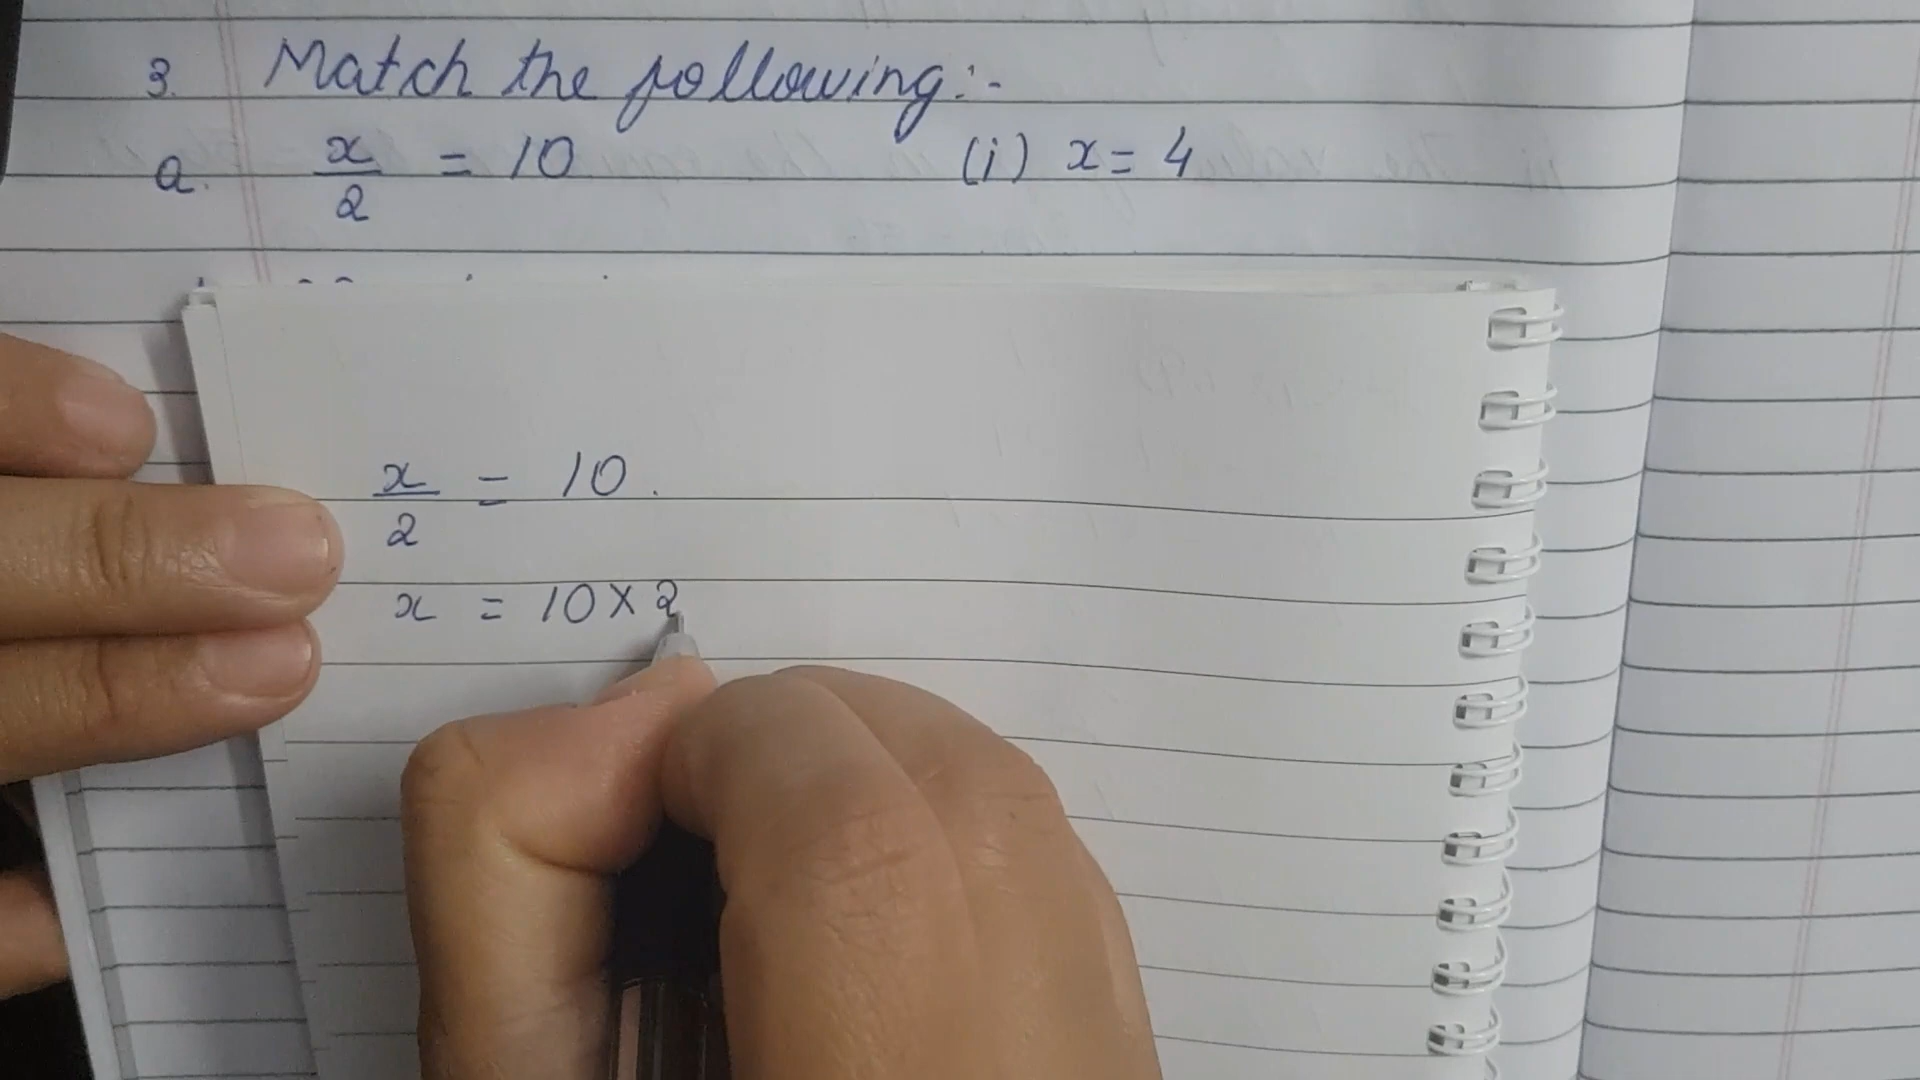 3. Match the following:-
a. x/2 = 10 (i) x = 4
x/2 = 10.
x = 10 × 2